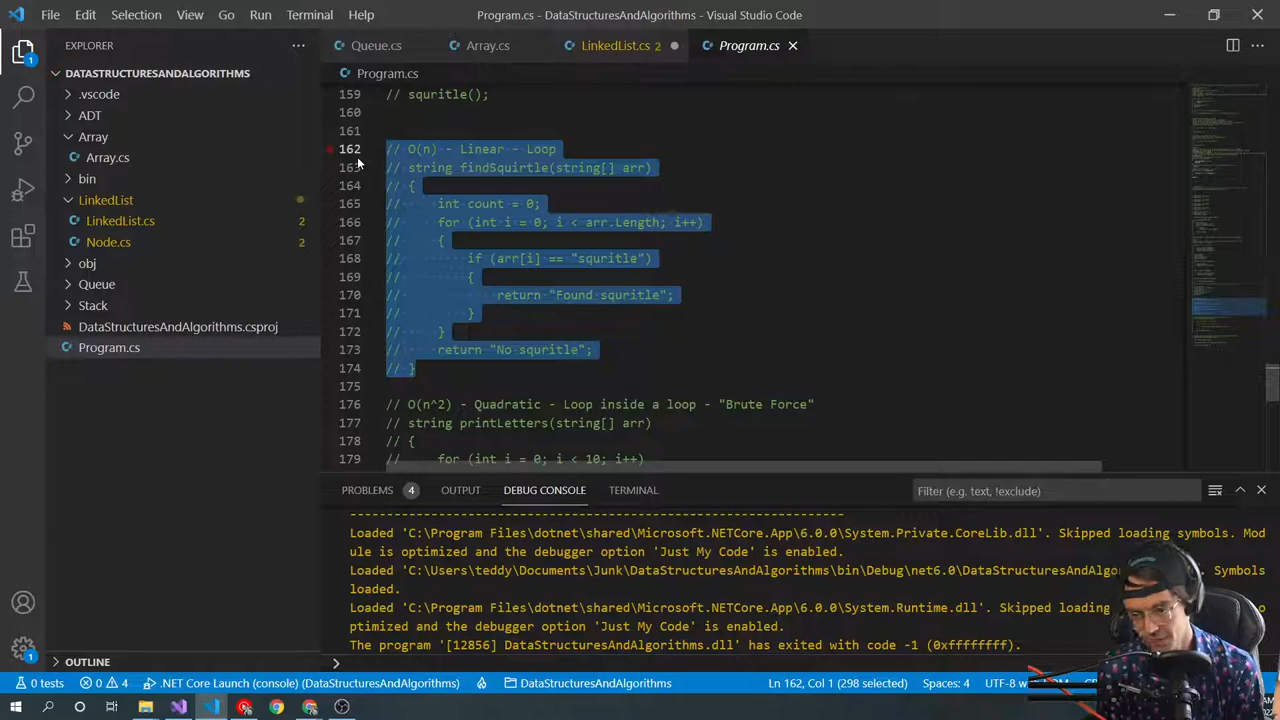 File Edit Selection View Go Run Terminal Help Program.cs - DataStructuresAndAlgorithms - Visual Studio Code
EXPLORER
Queue.cs Array.cs LinkedList.cs 2 Program.cs
DATASTRUCTURESANDALGORITHMS
.vscode
ADT
Array
Array.cs
bin
LinkedList
LinkedList.cs 2
Node.cs 2
obj
Queue
Stack
DataStructuresAndAlgorithms.csproj
Program.cs
OUTLINE
Program.cs
159 // squritle();
160
161
162 // O(n) - Linear - Loop
163 // string findSquirtle(string[] arr)
164 // {
165 // int count = 0;
166 // for (int i = 0; i < arr.Length; i++)
167 // {
168 // if (arr[i] == "squritle")
169 // {
170 // return "Found squritle";
171 // }
172 // }
173 // return "No squritle";
174 // }
175
176 // O(n^2) - Quadratic - Loop inside a loop - "Brute Force"
177 // string printLetters(string[] arr)
178 // {
179 // for (int i = 0; i < 10; i++)
PROBLEMS 4 OUTPUT DEBUG CONSOLE TERMINAL Filter (e.g. text, !exclude)
--------------------------------------------------------------------
Loaded 'C:\Program Files\dotnet\shared\Microsoft.NETCore.App\6.0.0\System.Private.CoreLib.dll'. Skipped loading symbols. Mod
ule is optimized and the debugger option 'Just My Code' is enabled.
Loaded 'C:\Users\teddy\Documents\Junk\DataStructuresAndAlgorithms\bin\Debug\net6.0\DataStructuresAndAlgo Symbols
loaded.
Loaded 'C:\Program Files\dotnet\shared\Microsoft.NETCore.App\6.0.0\System.Runtime.dll'. Skipped loading
ptimized and the debugger option 'Just My Code' is enabled.
The program '[12856] DataStructuresAndAlgorithms.dll' has exited with code -1 (0xffffffff).
0 tests 0 4 .NET Core Launch (console) (DataStructuresAndAlgorithms) DataStructuresAndAlgorithms Ln 162, Col 1 (298 selected) Spaces: 4 UTF-8